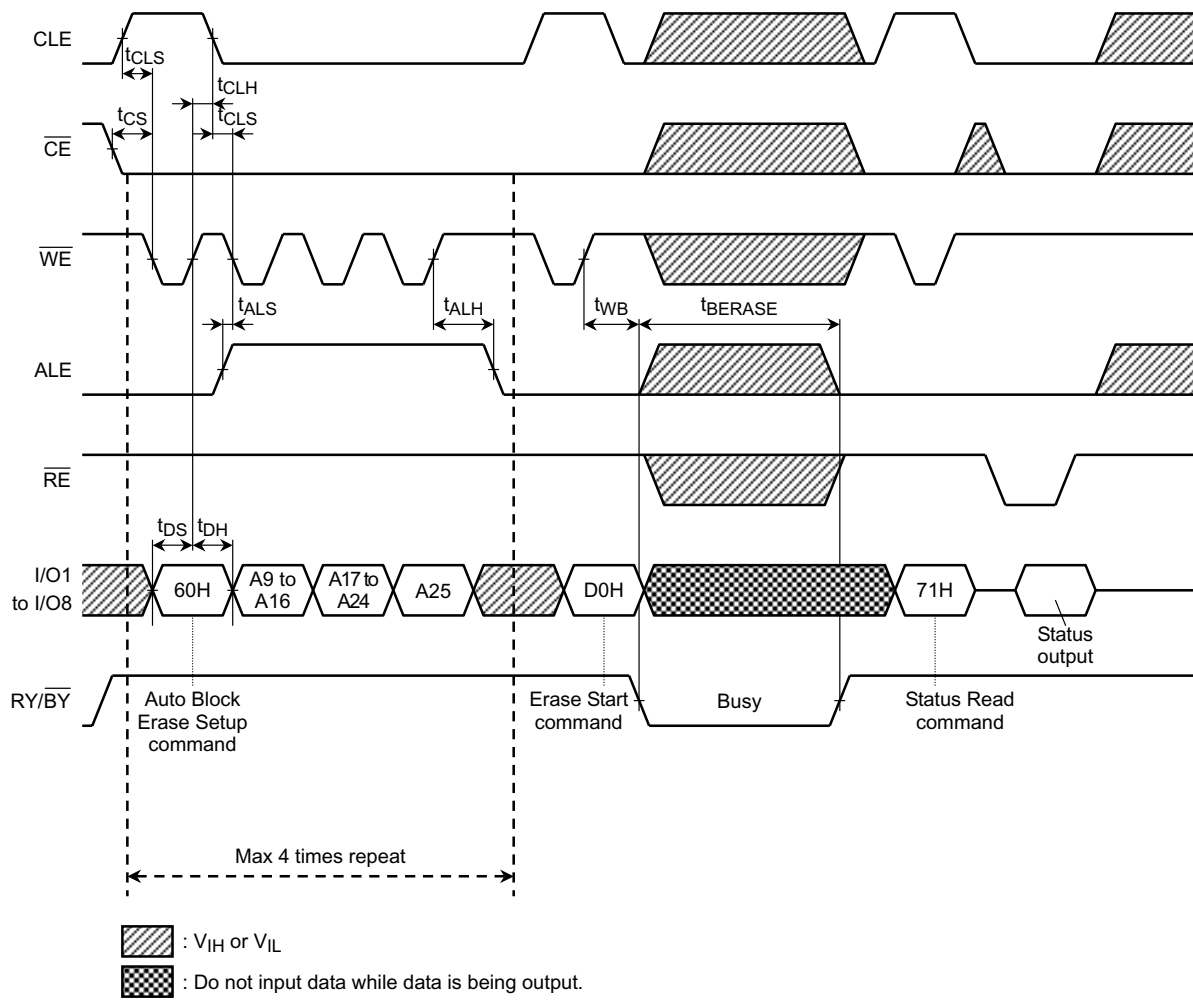 CLE
tCLS
tCLH
tCS
tCLS
CE
WE
tALS
tALH
tWB
tBERASE
ALE
RE
tDS
tDH
I/O1
to I/O8
60H
A9 to
A16
A17 to
A24
A25
D0H
71H
Status
output
RY/BY
Auto Block
Erase Setup
command
Erase Start
command
Busy
Status Read
command
Max 4 times repeat
: VIH or VIL
: Do not input data while data is being output.